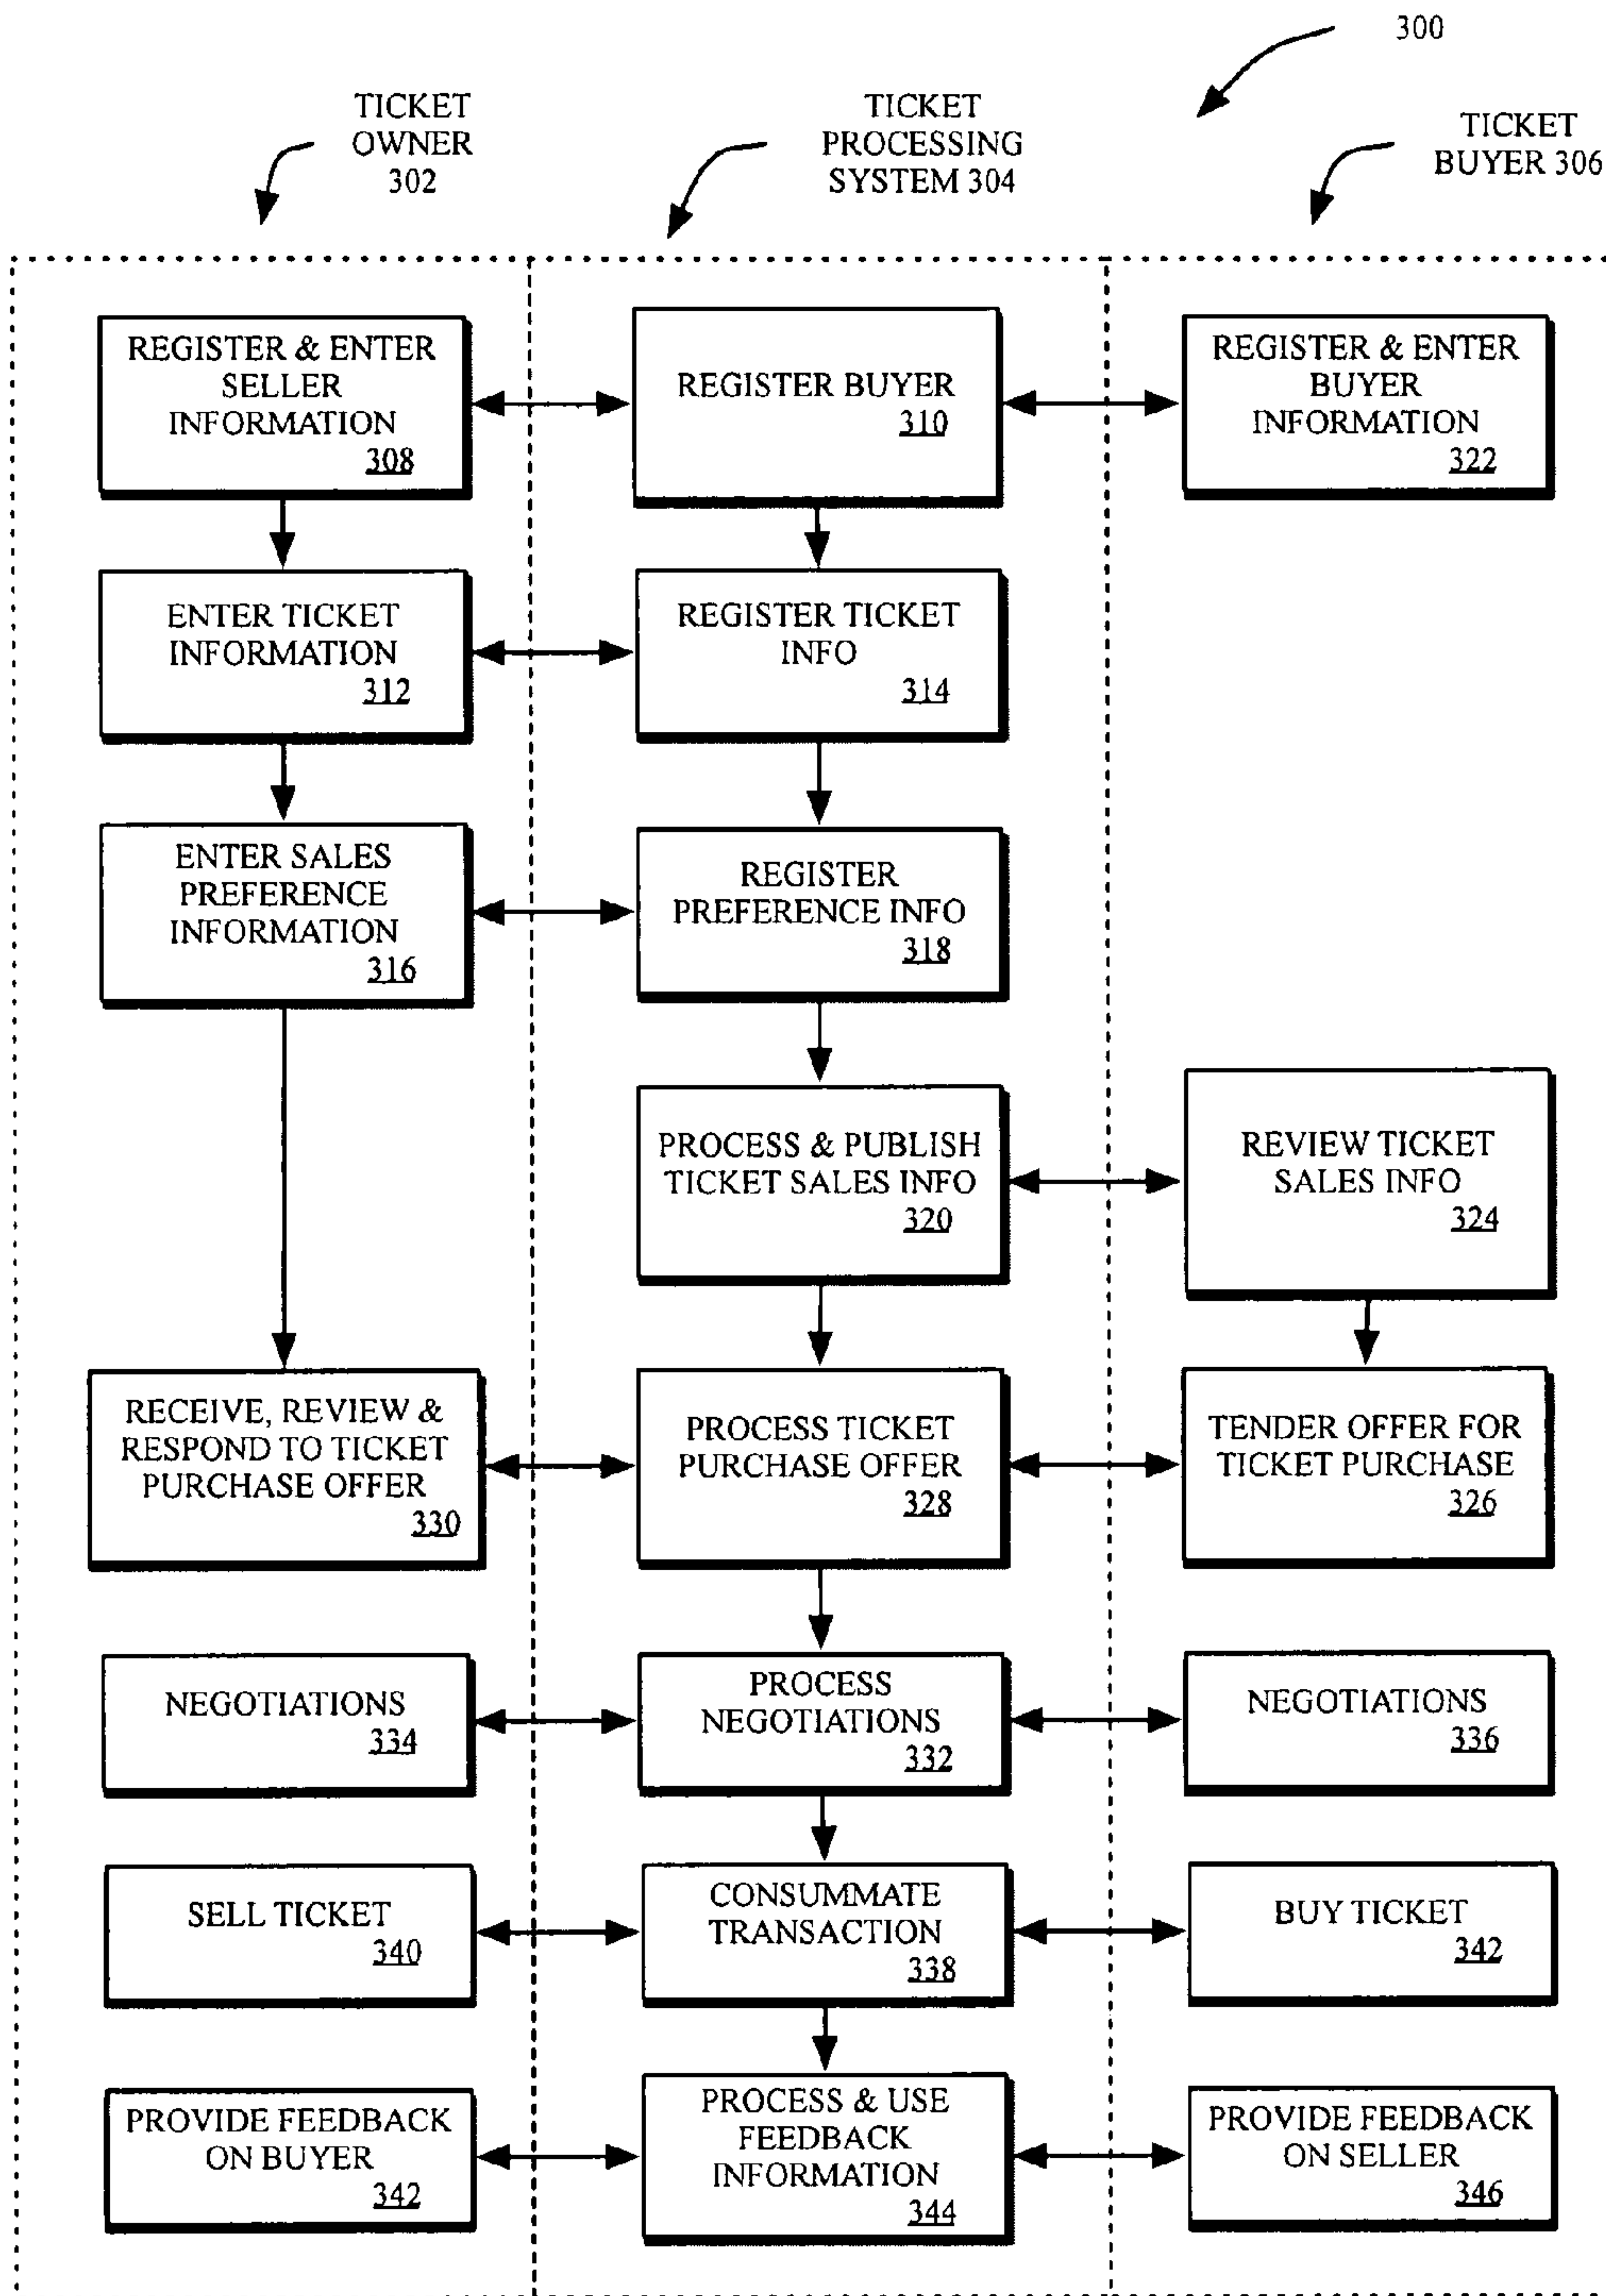 300
TICKET
OWNER
302
TICKET
PROCESSING
SYSTEM 304
TICKET
BUYER 306
REGISTER & ENTER
SELLER
INFORMATION
308
REGISTER BUYER
310
REGISTER & ENTER
BUYER
INFORMATION
322
ENTER TICKET
INFORMATION
312
REGISTER TICKET
INFO
314
ENTER SALES
PREFERENCE
INFORMATION
316
REGISTER
PREFERENCE INFO
318
PROCESS & PUBLISH
TICKET SALES INFO
320
REVIEW TICKET
SALES INFO
324
RECEIVE, REVIEW &
RESPOND TO TICKET
PURCHASE OFFER
330
PROCESS TICKET
PURCHASE OFFER
328
TENDER OFFER FOR
TICKET PURCHASE
326
NEGOTIATIONS
334
PROCESS
NEGOTIATIONS
332
NEGOTIATIONS
336
SELL TICKET
340
CONSUMMATE
TRANSACTION
338
BUY TICKET
342
PROVIDE FEEDBACK
ON BUYER
342
PROCESS & USE
FEEDBACK
INFORMATION
344
PROVIDE FEEDBACK
ON SELLER
346